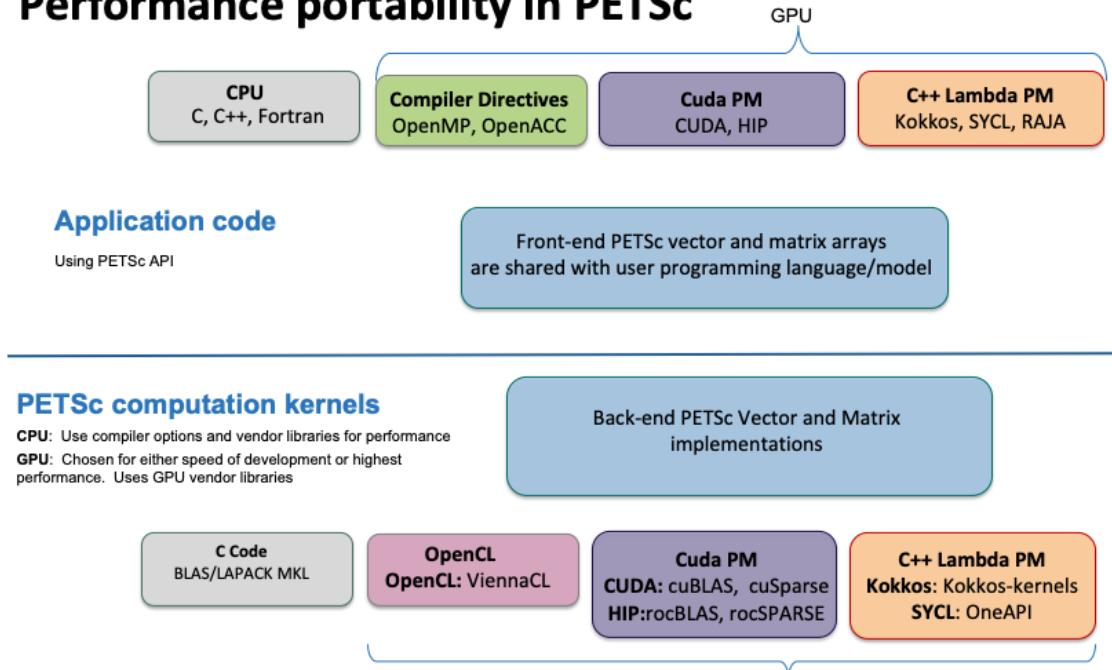 Performance portability in PETSc
GPU
CPU
C, C++, Fortran
Compiler Directives
OpenMP, OpenACC
Cuda PM
CUDA, HIP
C++ Lambda PM
Kokkos, SYCL, RAJA
Application code
Using PETSc API
Front-end PETSc vector and matrix arrays
are shared with user programming language/model
PETSc computation kernels
CPU: Use compiler options and vendor libraries for performance
GPU: Chosen for either speed of development or highest
performance. Uses GPU vendor libraries
Back-end PETSc Vector and Matrix
implementations
C Code
BLAS/LAPACK MKL
OpenCL
OpenCL: ViennaCL
Cuda PM
CUDA: cuBLAS, cuSparse
HIP:rocBLAS, rocSPARSE
C++ Lambda PM
Kokkos: Kokkos-kernels
SYCL: OneAPI